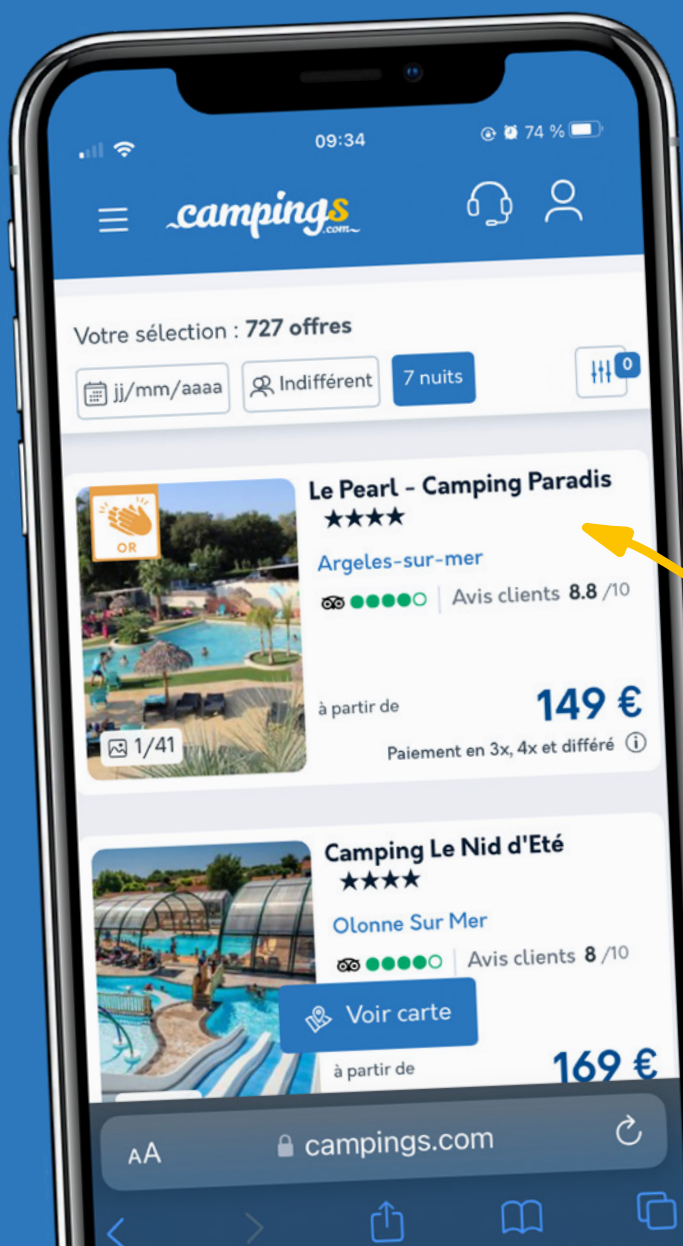 09:34
74 %
campings
.com
Votre sélection : 727 offres
jj/mm/aaaa
Indifférent
7 nuits
0
OR
Le Pearl - Camping Paradis
★★★★
Argeles-sur-mer
Avis clients 8.8 /10
à partir de
149 €
1/41
Paiement en 3x, 4x et différé
Camping Le Nid d'Eté
★★★★
Olonne Sur Mer
Avis clients 8 /10
Voir carte
à partir de
169 €
AA
campings.com